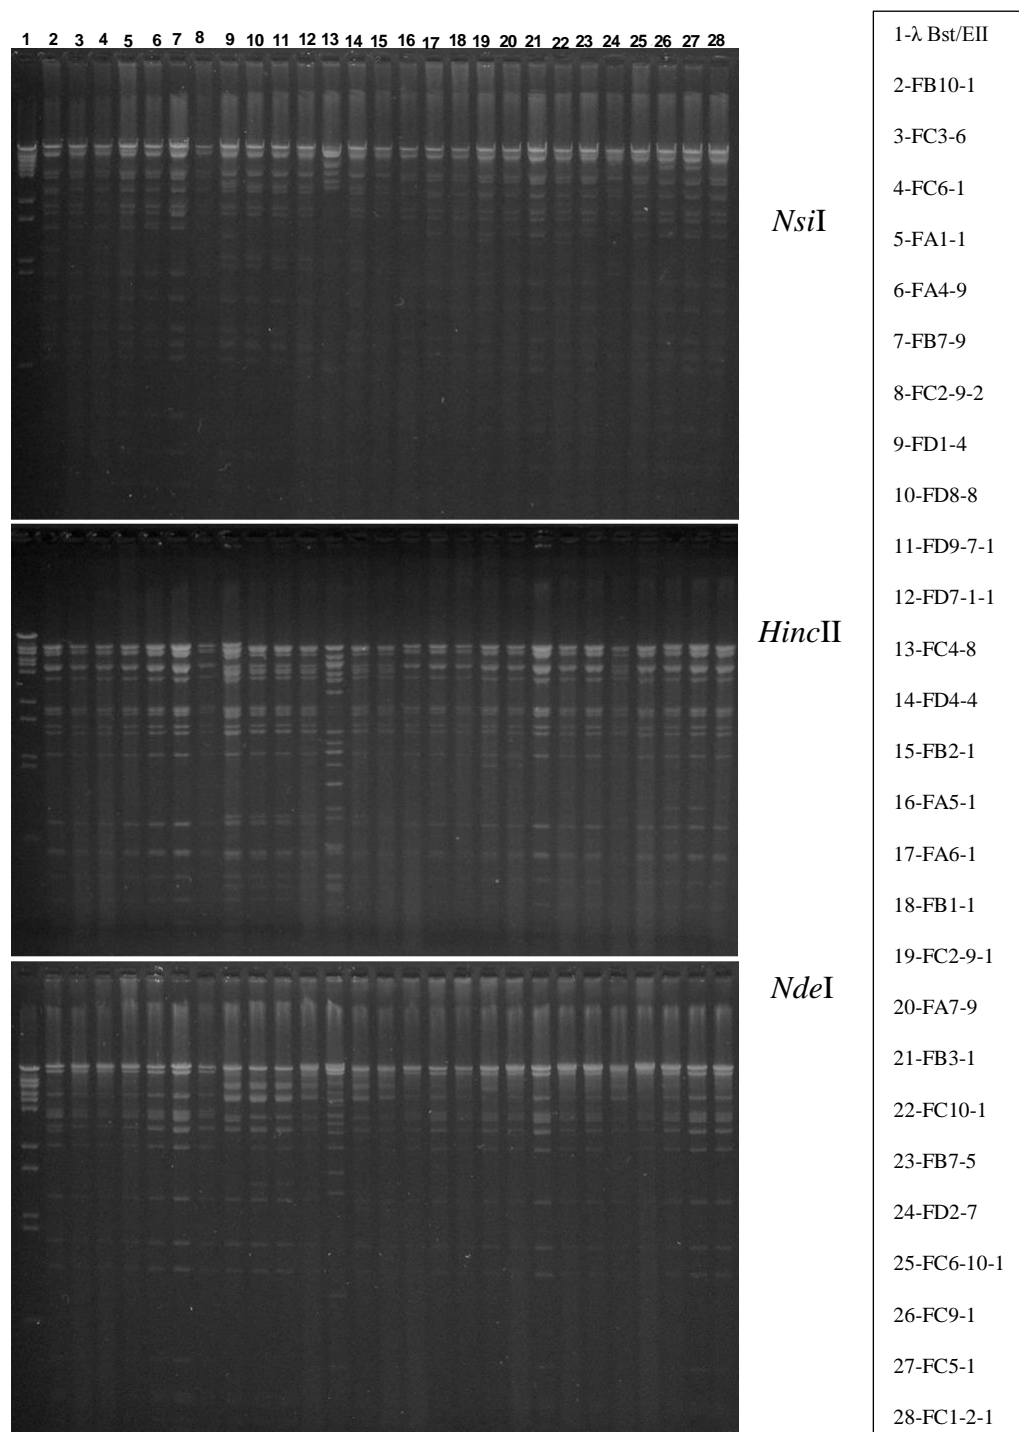 1 2 3 4 5 6 7 8 9 10 11 12 13 14 15 16 17 18 19 20 21 22 23 24 25 26 27 28
NsiI
HincII
NdeI
1-λ Bst/EII
2-FB10-1
3-FC3-6
4-FC6-1
5-FA1-1
6-FA4-9
7-FB7-9
8-FC2-9-2
9-FD1-4
10-FD8-8
11-FD9-7-1
12-FD7-1-1
13-FC4-8
14-FD4-4
15-FB2-1
16-FA5-1
17-FA6-1
18-FB1-1
19-FC2-9-1
20-FA7-9
21-FB3-1
22-FC10-1
23-FB7-5
24-FD2-7
25-FC6-10-1
26-FC9-1
27-FC5-1
28-FC1-2-1